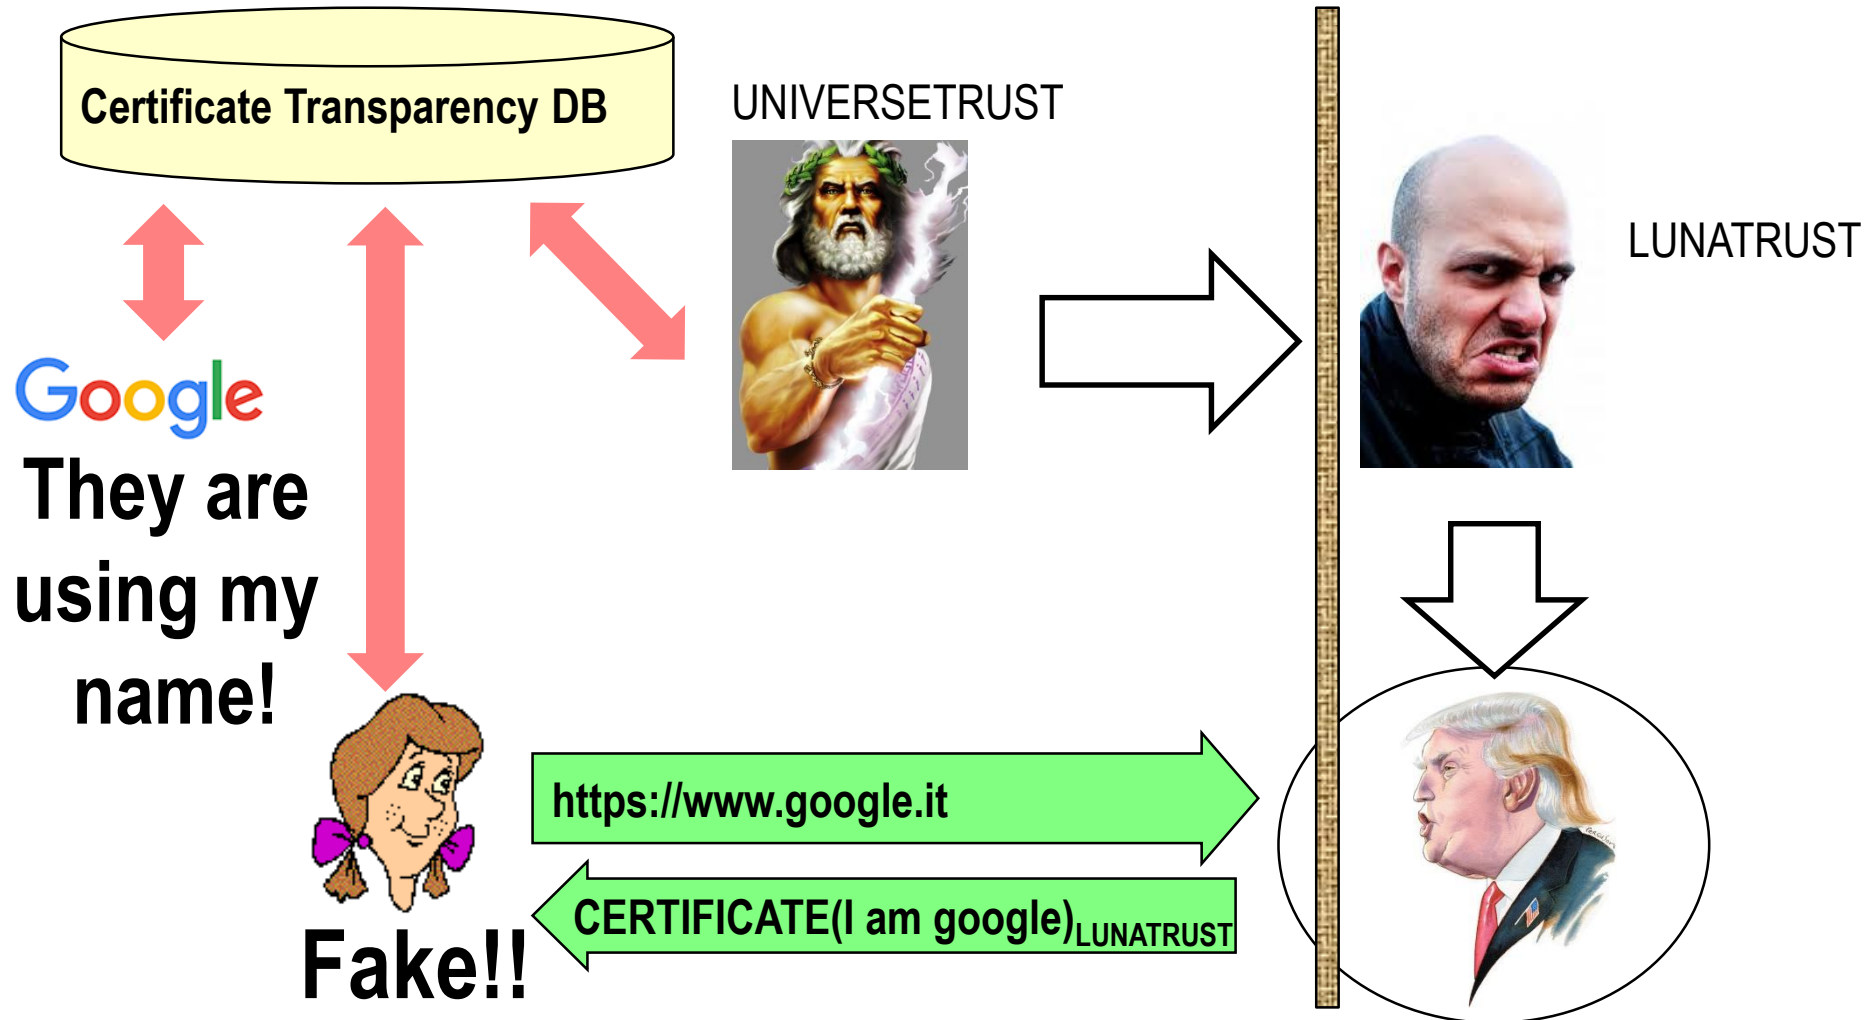 Certificate Transparency DB
UNIVERSETRUST
LUNATRUST
Google
They are
using my
name!
https://www.google.it
CERTIFICATE(I am google)LUNATRUST
Fake!!